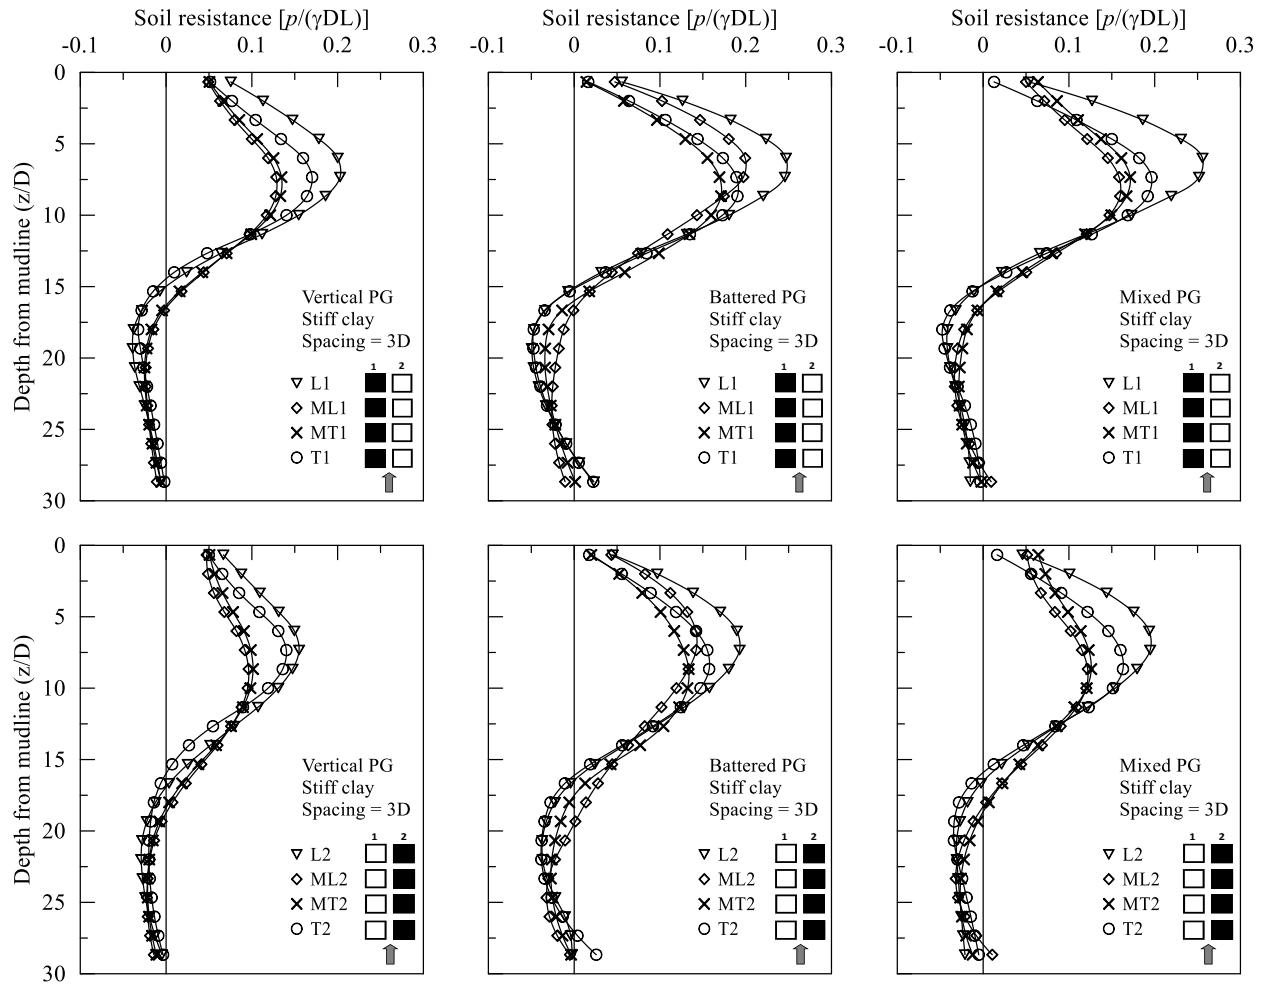 Soil resistance [p/(γDL)]
Soil resistance [p/(γDL)]
Soil resistance [p/(γDL)]
-0.1 0 0.1 0.2 0.3
-0.1 0 0.1 0.2 0.3
-0.1 0 0.1 0.2 0.3
Depth from mudline (z/D)
0
5
10
15
20
25
30
Vertical PG
Stiff clay
Spacing = 3D
1 2
L1
ML1
MT1
T1
Battered PG
Stiff clay
Spacing = 3D
1 2
L1
ML1
MT1
T1
Mixed PG
Stiff clay
Spacing = 3D
1 2
L1
ML1
MT1
T1
Depth from mudline (z/D)
0
5
10
15
20
25
30
Vertical PG
Stiff clay
Spacing = 3D
1 2
L2
ML2
MT2
T2
Battered PG
Stiff clay
Spacing = 3D
1 2
L2
ML2
MT2
T2
Mixed PG
Stiff clay
Spacing = 3D
1 2
L2
ML2
MT2
T2